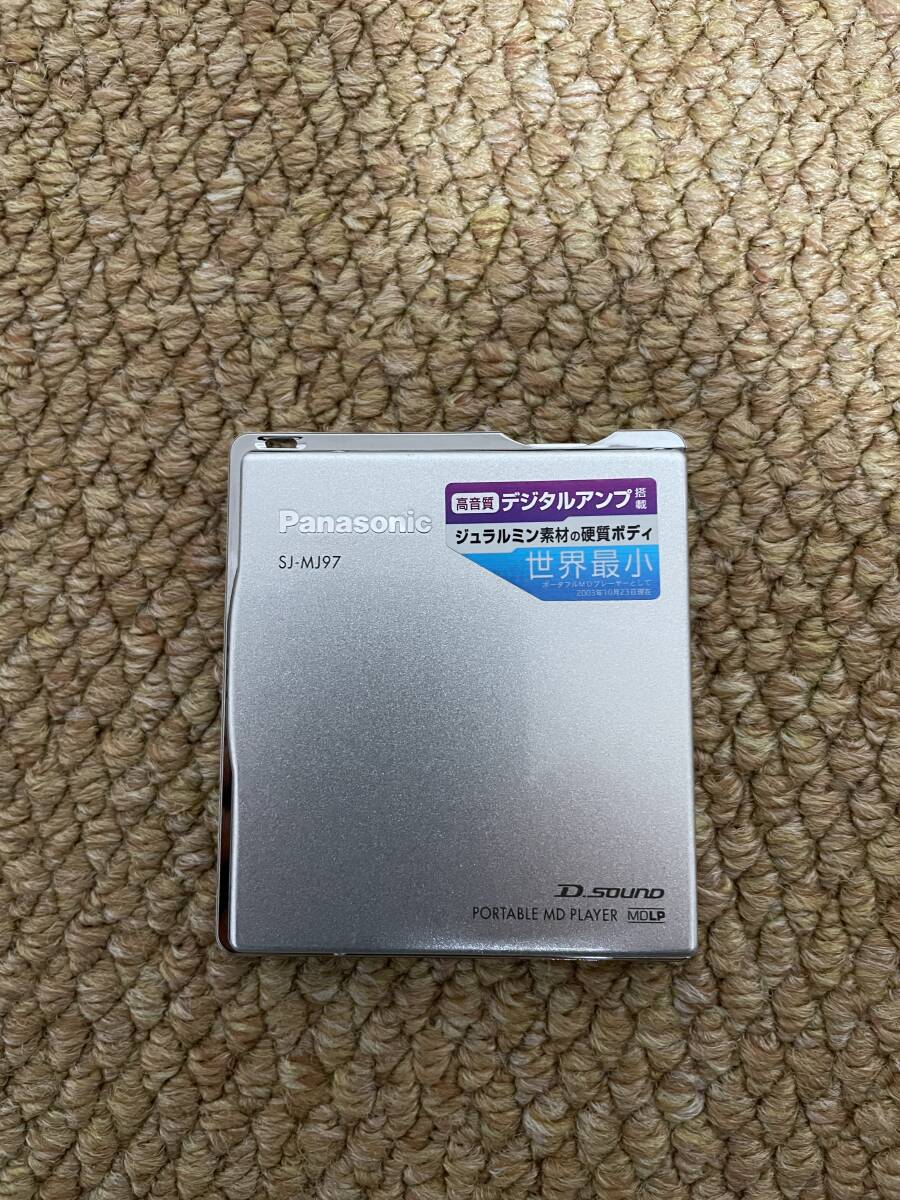 Panasonic
SJ-MJ97
高音質 デジタルアンプ 搭載
ジュラルミン素材の硬質ボディ
世界最小
ポータブルMDプレーヤーとして
2003年10月23日現在
D.SOUND
PORTABLE MD PLAYER MDLP